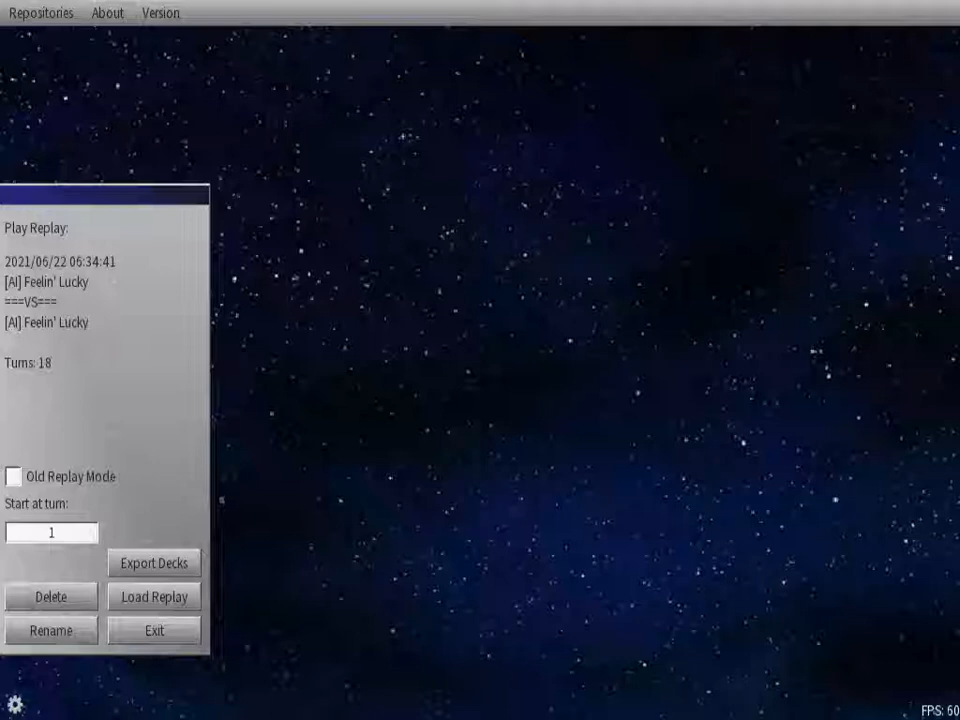 Repositories About Version
Play Replay:
2021/06/22 06:34:41
[AI] Feelin' Lucky
===VS===
[AI] Feelin' Lucky
Turns: 18
Old Replay Mode
Start at turn:
1
Export Decks
Delete Load Replay
Rename Exit
FPS: 60